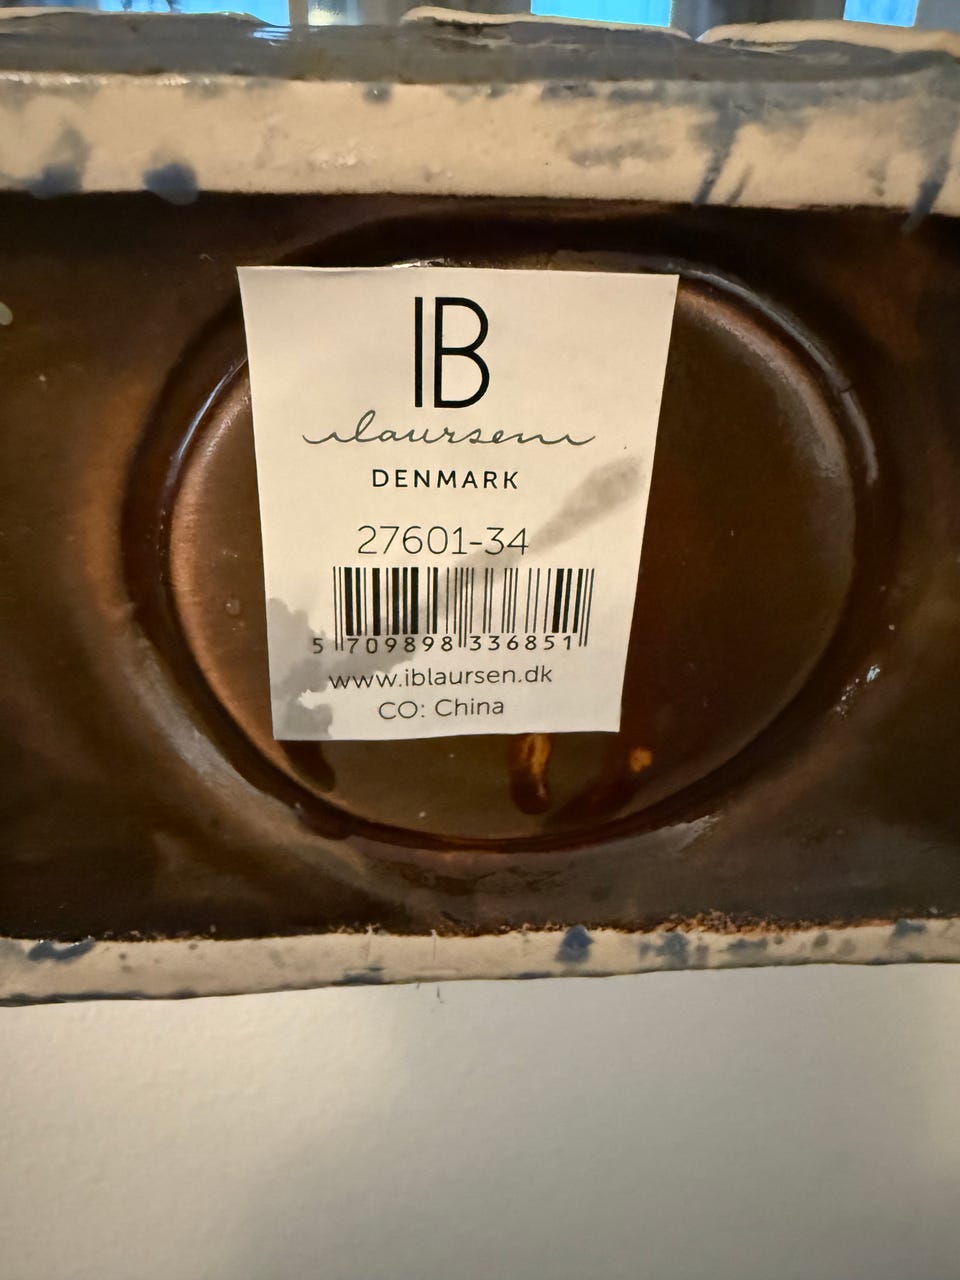 IB
laursen
DENMARK
27601-34
5 709898 336851
www.iblaursen.dk
CO: China